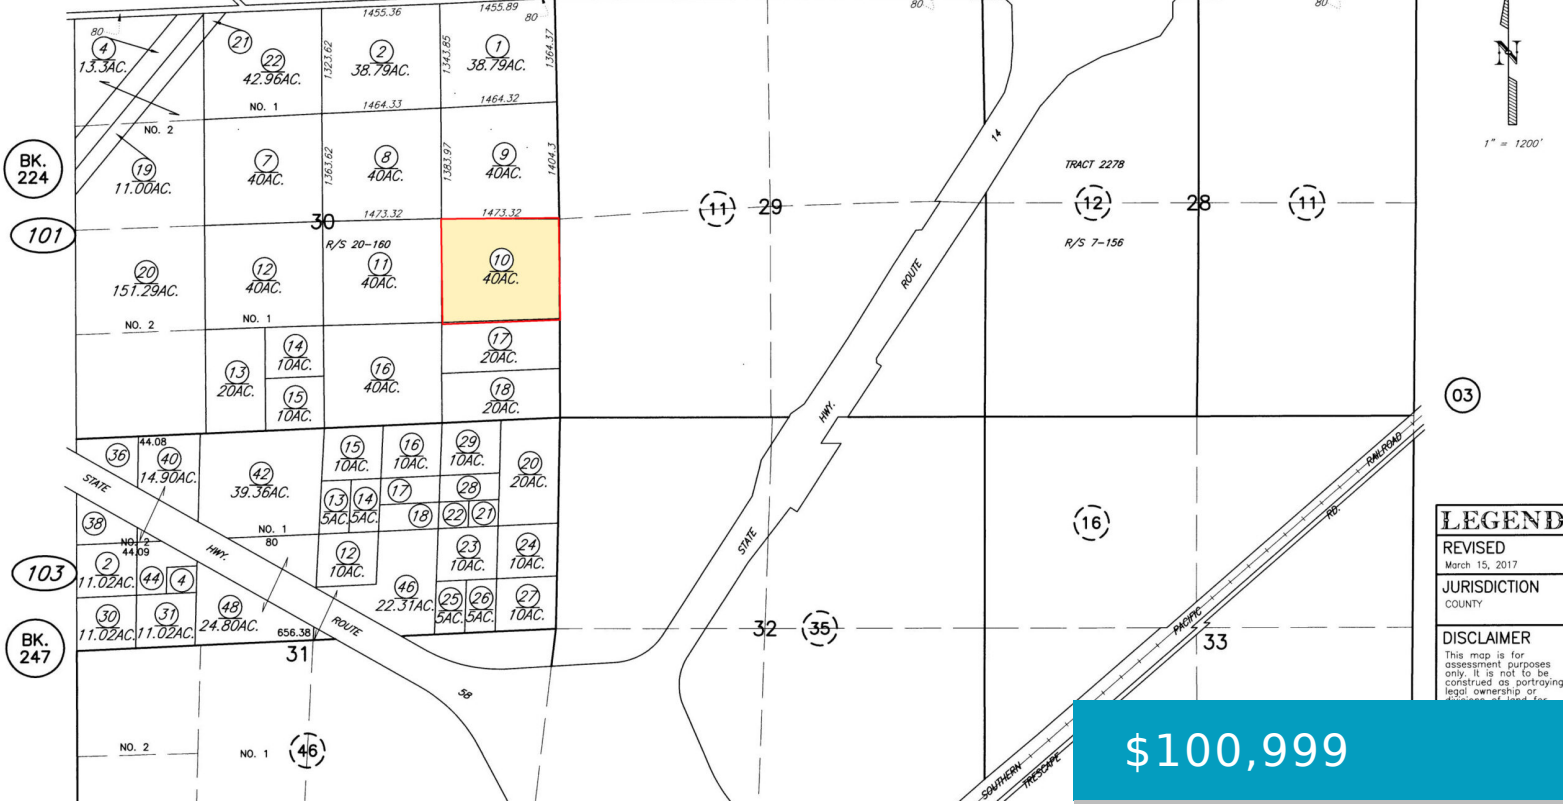 1455.36
1455.89
80
80
80
80
4
13.3AC.
21
22
42.96AC.
1323.62
2
38.79AC.
1343.85
1
38.79AC.
1364.37
N
1" = 1200'
NO. 1
1464.33
1464.32
NO. 2
14
BK.
224
19
11.00AC.
7
40AC.
1363.62
8
40AC.
1383.97
9
40AC.
1404.3
TRACT 2278
101
30
1473.32
1473.32
11
29
12
28
11
R/S 20-160
R/S 7-156
20
151.29AC.
12
40AC.
11
40AC.
10
40AC.
ROUTE
NO. 2
NO. 1
14
10AC.
17
20AC.
13
20AC.
15
10AC.
16
40AC.
18
20AC.
03
HWY.
36
44.08
40
14.90AC.
42
39.36AC.
15
10AC.
16
10AC.
29
10AC.
20
20AC.
RAILROAD
STATE
13
5AC.
14
5AC.
17
28
18
22
21
38
NO. 1
80
NO. 2
44.09
HWY.
STATE
16
RD.
LEGEND
REVISED
March 15, 2017
JURISDICTION
COUNTY
103
2
11.02AC.
44
4
12
10AC.
23
10AC.
24
10AC.
46
22.31AC.
25
5AC.
26
5AC.
27
10AC.
30
11.02AC.
31
11.02AC.
48
24.80AC.
656.38
ROUTE
BK.
247
31
32
35
PACIFIC
33
DISCLAIMER
This map is for
assessment purposes
only. It is not to be
construed as portraying
legal ownership or
divisions of land for
58
NO. 2
NO. 1
46
SOUTHERN
TRESCAPE
$100,999